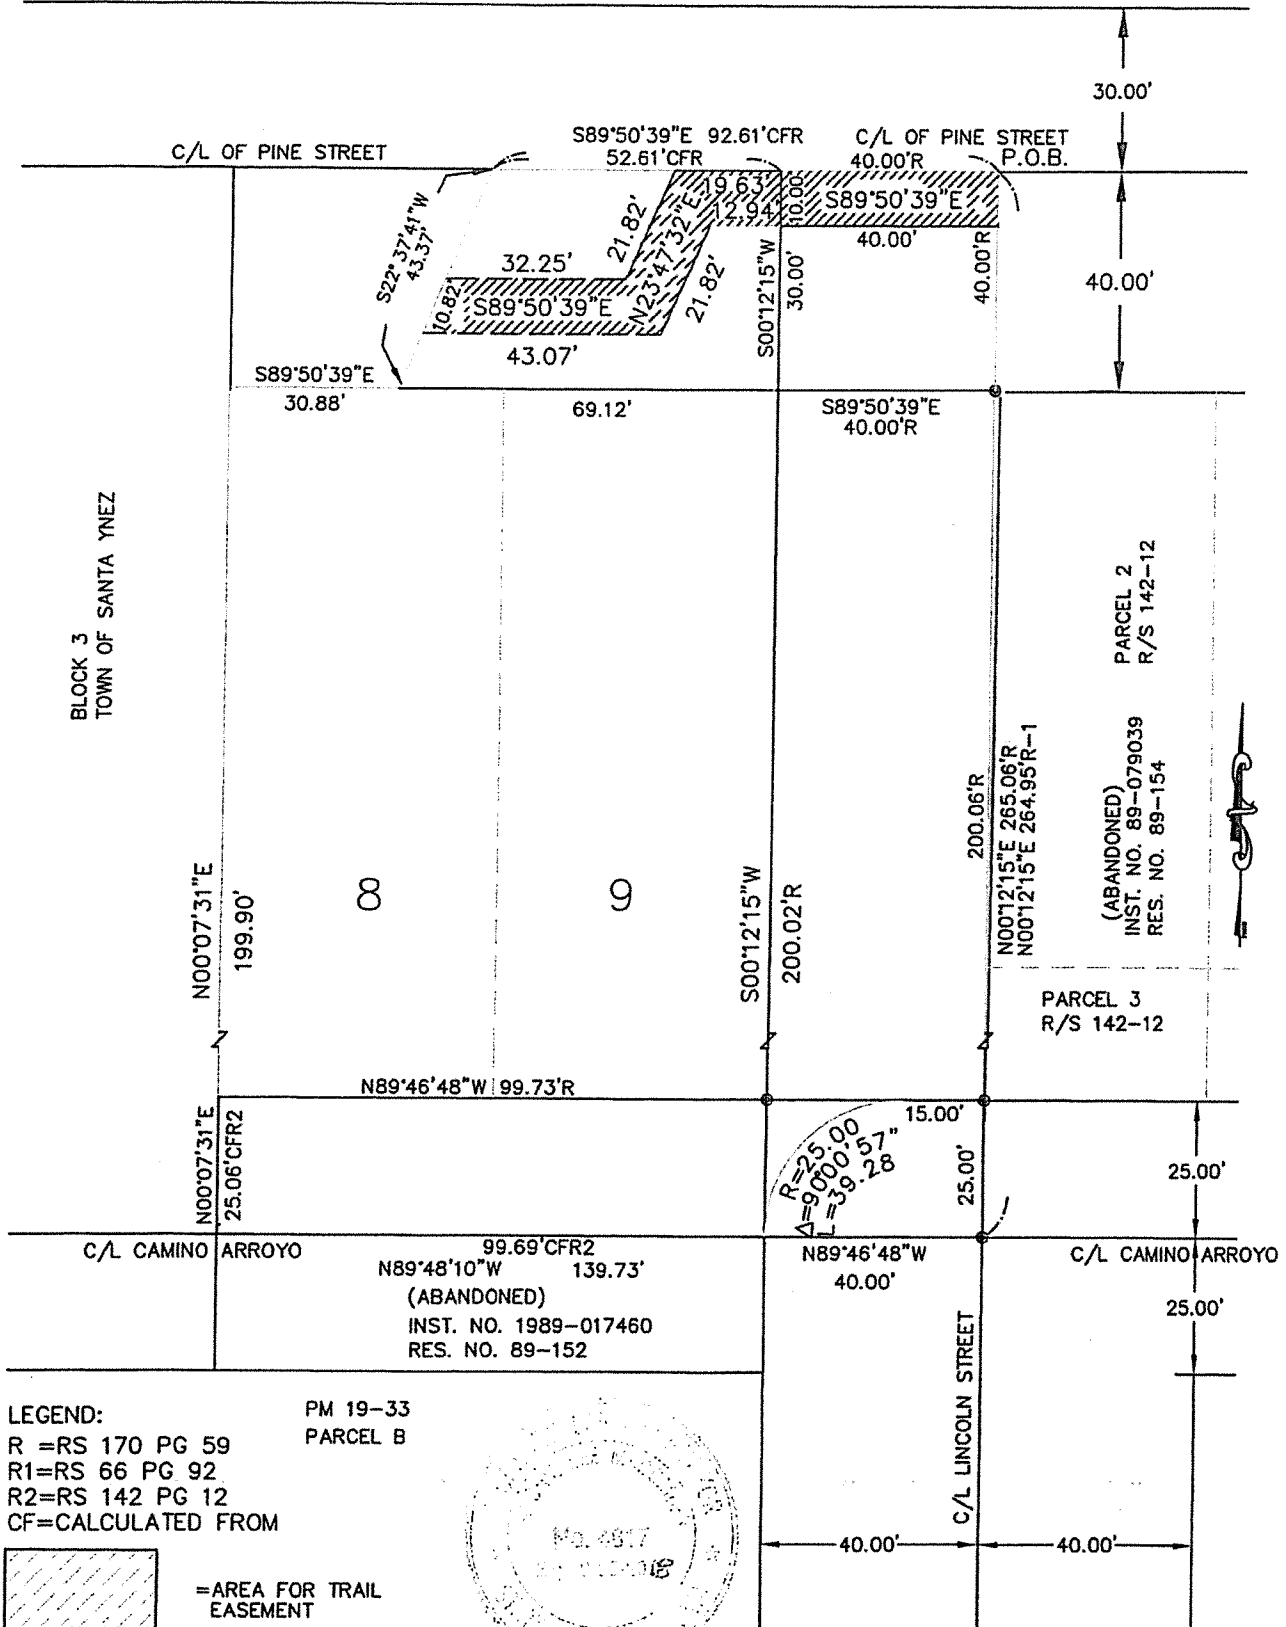 30.00'
S89°50'39"E 92.61'CFR
C/L OF PINE STREET
C/L OF PINE STREET
52.61'CFR
40.00'R
P.O.B.
19.63'
10.00
S89°50'39"E
12.94'
40.00'
S22°37'41"W
43.37'
21.82'
N23°47'32"E
21.82'
S00°12'15"W
30.00'
40.00'R
40.00'
32.25'
10.82'
S89°50'39"E
43.07'
S89°50'39"E
30.88'
69.12'
S89°50'39"E
40.00'R
BLOCK 3
TOWN OF SANTA YNEZ
PARCEL 2
R/S 142-12
(ABANDONED)
INST. NO. 89-079039
RES. NO. 89-154
200.06'R
N00°12'15"E 265.06'R
N00°12'15"E 264.95'R-1
N00°07'31"E
199.90'
8
9
S00°12'15"W
200.02'R
PARCEL 3
R/S 142-12
N89°46'48"W 99.73'R
15.00'
N00°07'31"E
25.06'CFR2
R=25.00
Δ=90°00'57"
L=39.28
25.00'
25.00'
C/L CAMINO ARROYO
99.69'CFR2
N89°48'10"W 139.73'
N89°46'48"W
40.00'
C/L CAMINO ARROYO
(ABANDONED)
INST. NO. 1989-017460
RES. NO. 89-152
25.00'
C/L LINCOLN STREET
LEGEND:
R =RS 170 PG 59
R1=RS 66 PG 92
R2=RS 142 PG 12
CF=CALCULATED FROM
PM 19-33
PARCEL B
No. 4817
40.00'
40.00'
=AREA FOR TRAIL
EASEMENT